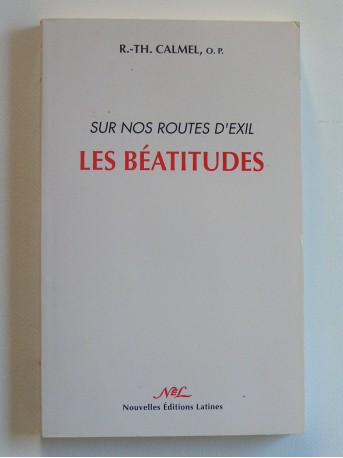 R.-TH. CALMEL, O. P.
SUR NOS ROUTES D'EXIL
LES BÉATITUDES
NEL
Nouvelles Éditions Latines